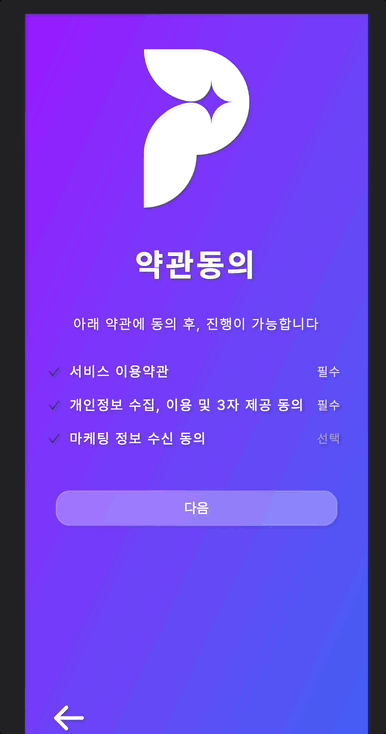 약관동의
아래 약관에 동의 후, 진행이 가능합니다
서비스 이용약관 필수
개인정보 수집, 이용 및 3자 제공 동의 필수
마케팅 정보 수신 동의 선택
다음